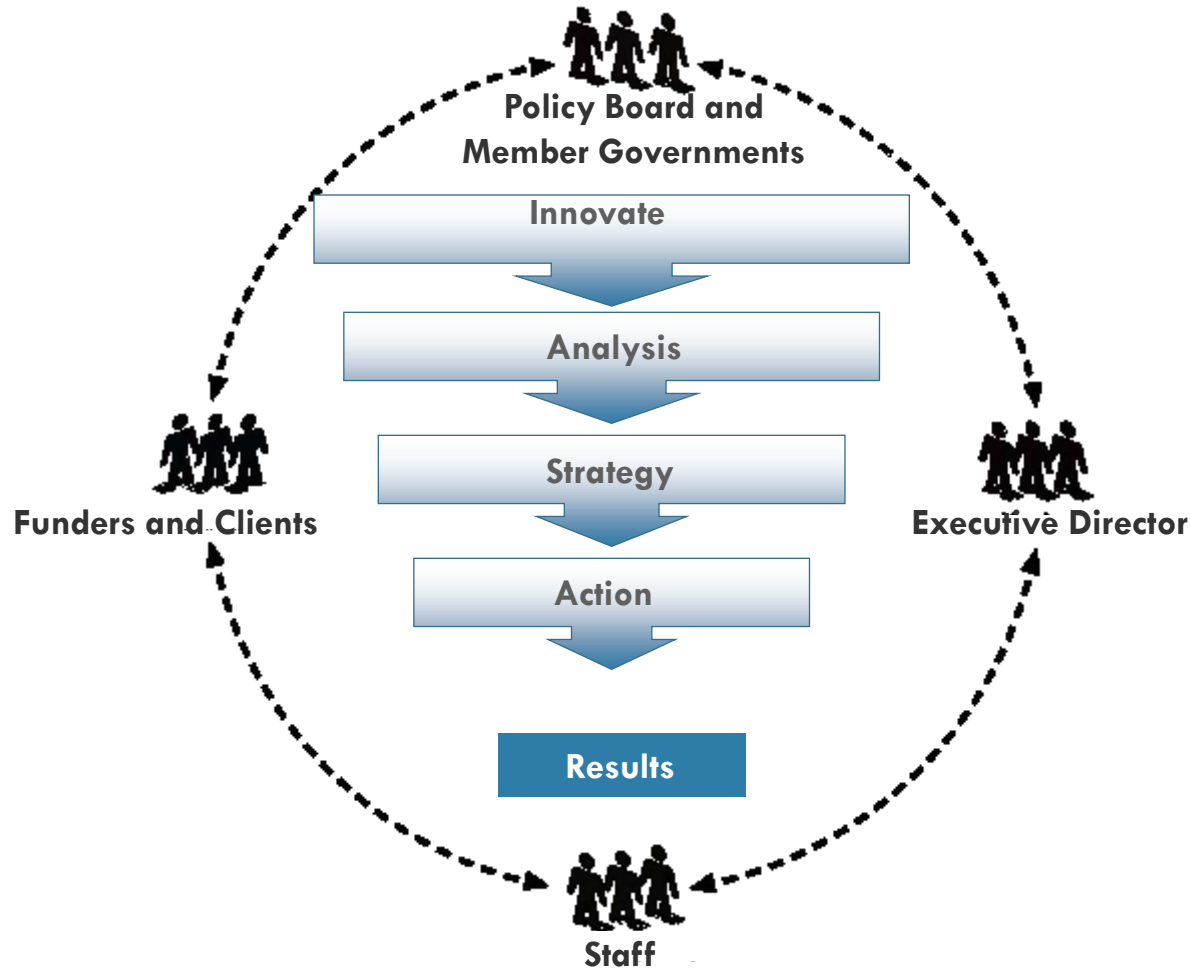 Policy Board and
Member Governments
Innovate
Analysis
Strategy
Funders and Clients
Executive Director
Action
Results
Staff